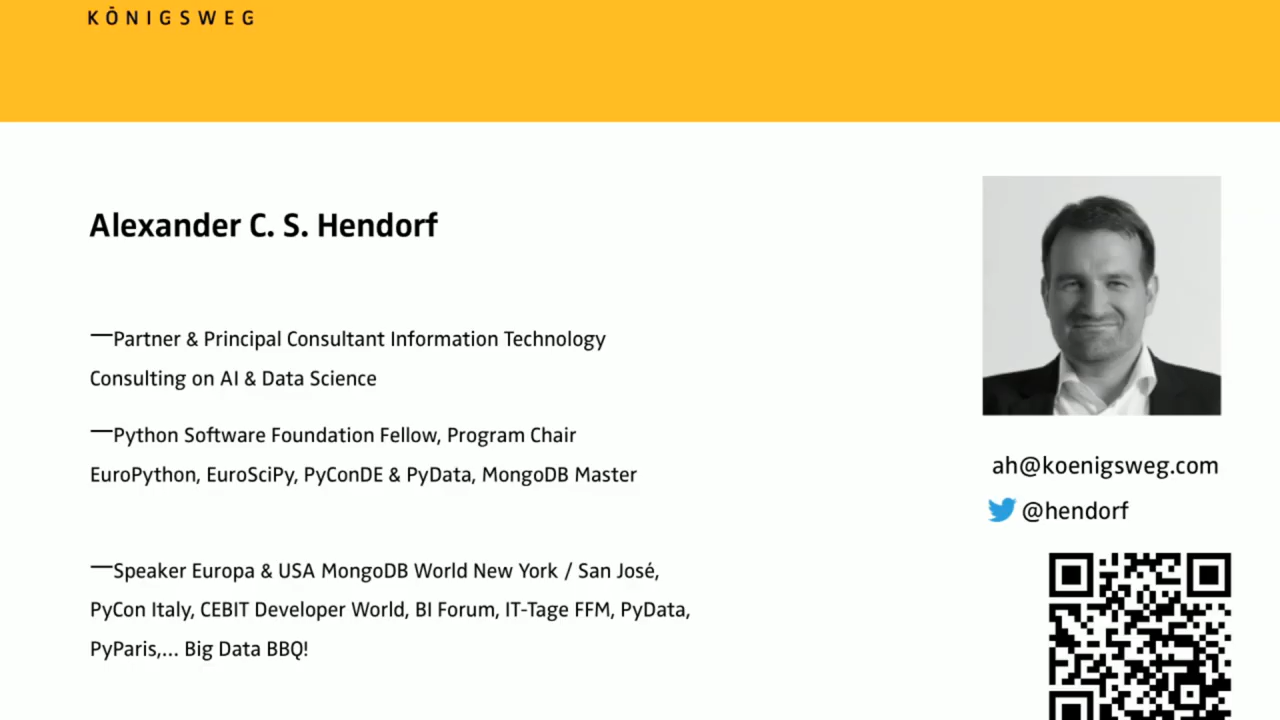 KÖNIGSWEG
Alexander C. S. Hendorf
—Partner & Principal Consultant Information Technology
Consulting on AI & Data Science
—Python Software Foundation Fellow, Program Chair
EuroPython, EuroSciPy, PyConDE & PyData, MongoDB Master
—Speaker Europa & USA MongoDB World New York / San José,
PyCon Italy, CEBIT Developer World, BI Forum, IT-Tage FFM, PyData,
PyParis,... Big Data BBQ!
ah@koenigsweg.com
@hendorf